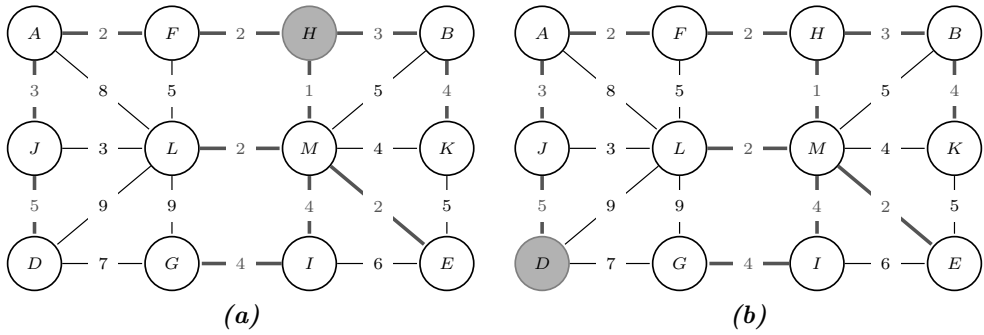 A 2 F 2 H 3 B A 2 F 2 H 3 B
3 8 5 1 5 4 3 8 5 1 5 4
J 3 L 2 M 4 K J 3 L 2 M 4 K
5 9 9 4 2 5 5 9 9 4 2 5
D 7 G 4 I 6 E D 7 G 4 I 6 E
(a) (b)